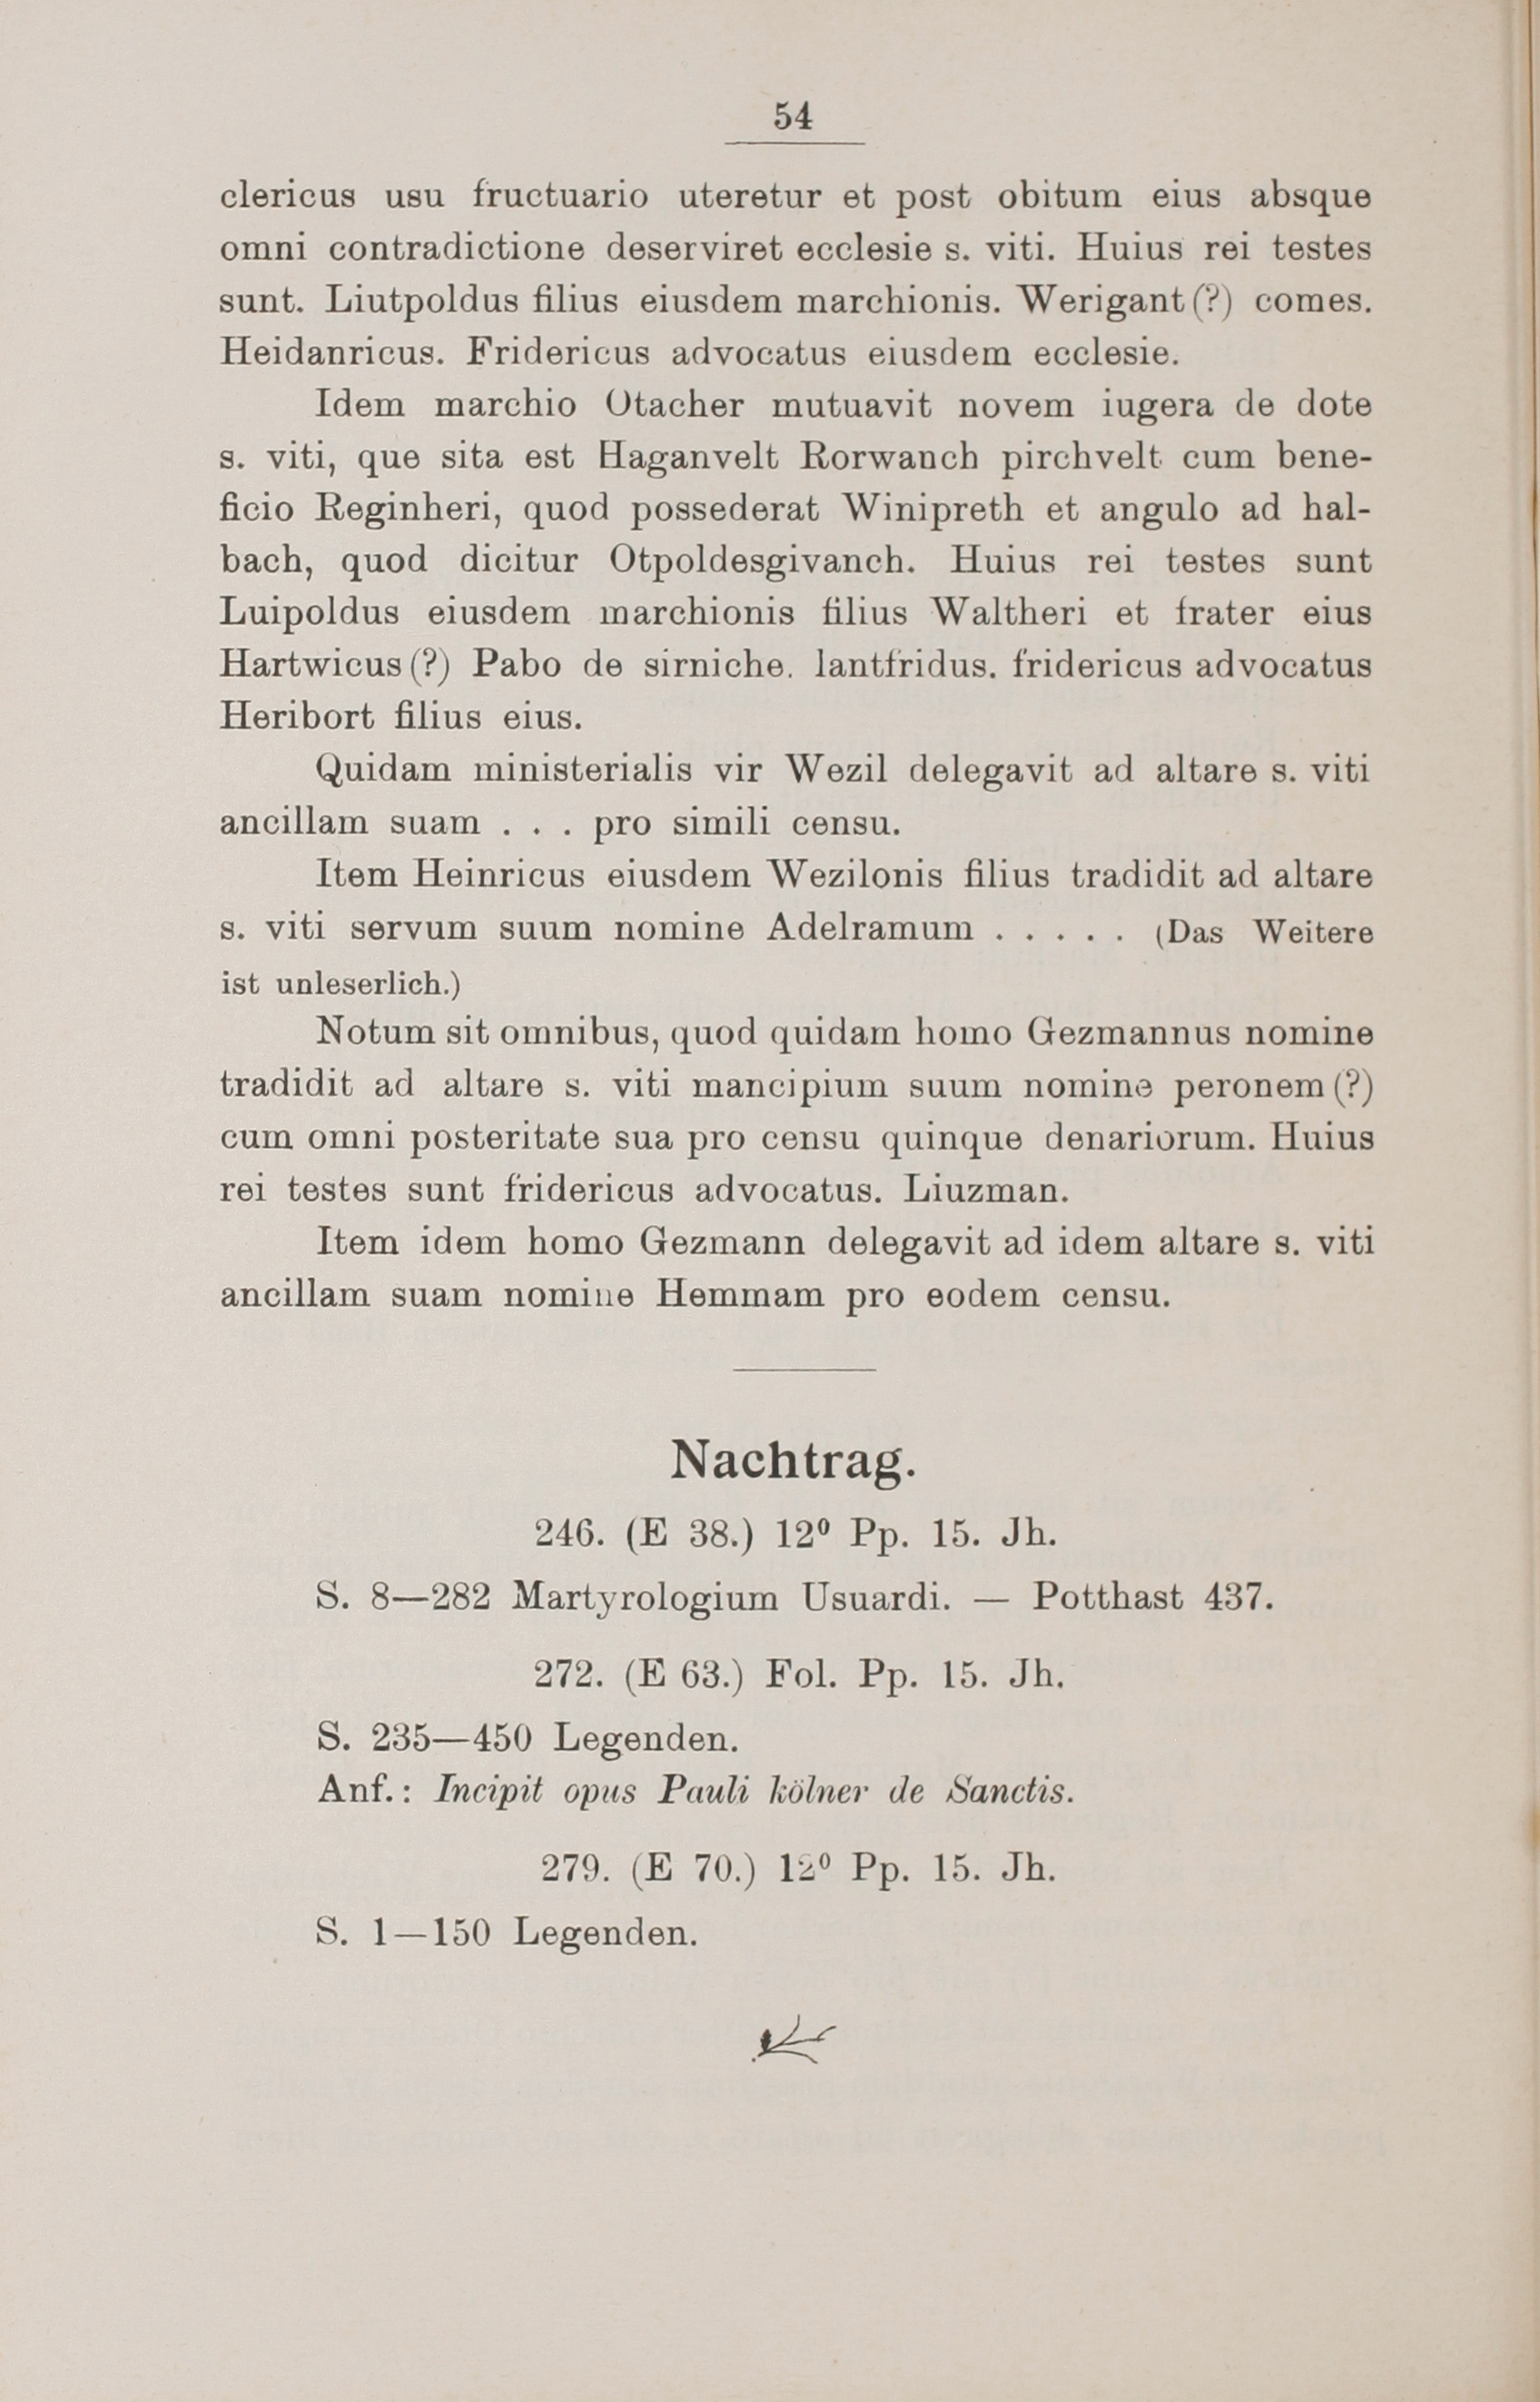 54
clericus usu fructuario uteretur et post obitum eius absque
omni contradictione deserviret ecclesie s. viti. Huius rei testes
sunt. Liutpoldus filius eiusdem marchionis. Werigant (?) comes.
Heidanricus. Fridericus advocatus eiusdem ecclesie.
Idem marchio Otacher mutuavit novem iugera de dote
s. viti, que sita est Haganvelt Rorwanch pirchvelt cum bene-
ficio Reginheri, quod possederat Winipreth et angulo ad hal-
bach, quod dicitur Otpoldesgivanch. Huius rei testes sunt
Luipoldus eiusdem marchionis filius Waltheri et frater eius
Hartwicus (?) Pabo de sirniche. lantfridus. fridericus advocatus
Heribort filius eius.
Quidam ministerialis vir Wezil delegavit ad altare s. viti
ancillam suam . . . pro simili censu.
Item Heinricus eiusdem Wezilonis filius tradidit ad altare
s. viti servum suum nomine Adelramum . . . . . (Das Weitere
ist unleserlich.)
Notum sit omnibus, quod quidam homo Gezmannus nomine
tradidit ad altare s. viti mancipium suum nomine peronem (?)
cum omni posteritate sua pro censu quinque denariorum. Huius
rei testes sunt fridericus advocatus. Liuzman.
Item idem homo Gezmann delegavit ad idem altare s. viti
ancillam suam nomine Hemmam pro eodem censu.
Nachtrag.
246. (E 38.) 12⁰ Pp. 15. Jh.
S. 8—282 Martyrologium Usuardi. — Potthast 437.
272. (E 63.) Fol. Pp. 15. Jh.
S. 235—450 Legenden.
Anf.: Incipit opus Pauli kölner de Sanctis.
279. (E 70.) 12⁰ Pp. 15. Jh.
S. 1—150 Legenden.